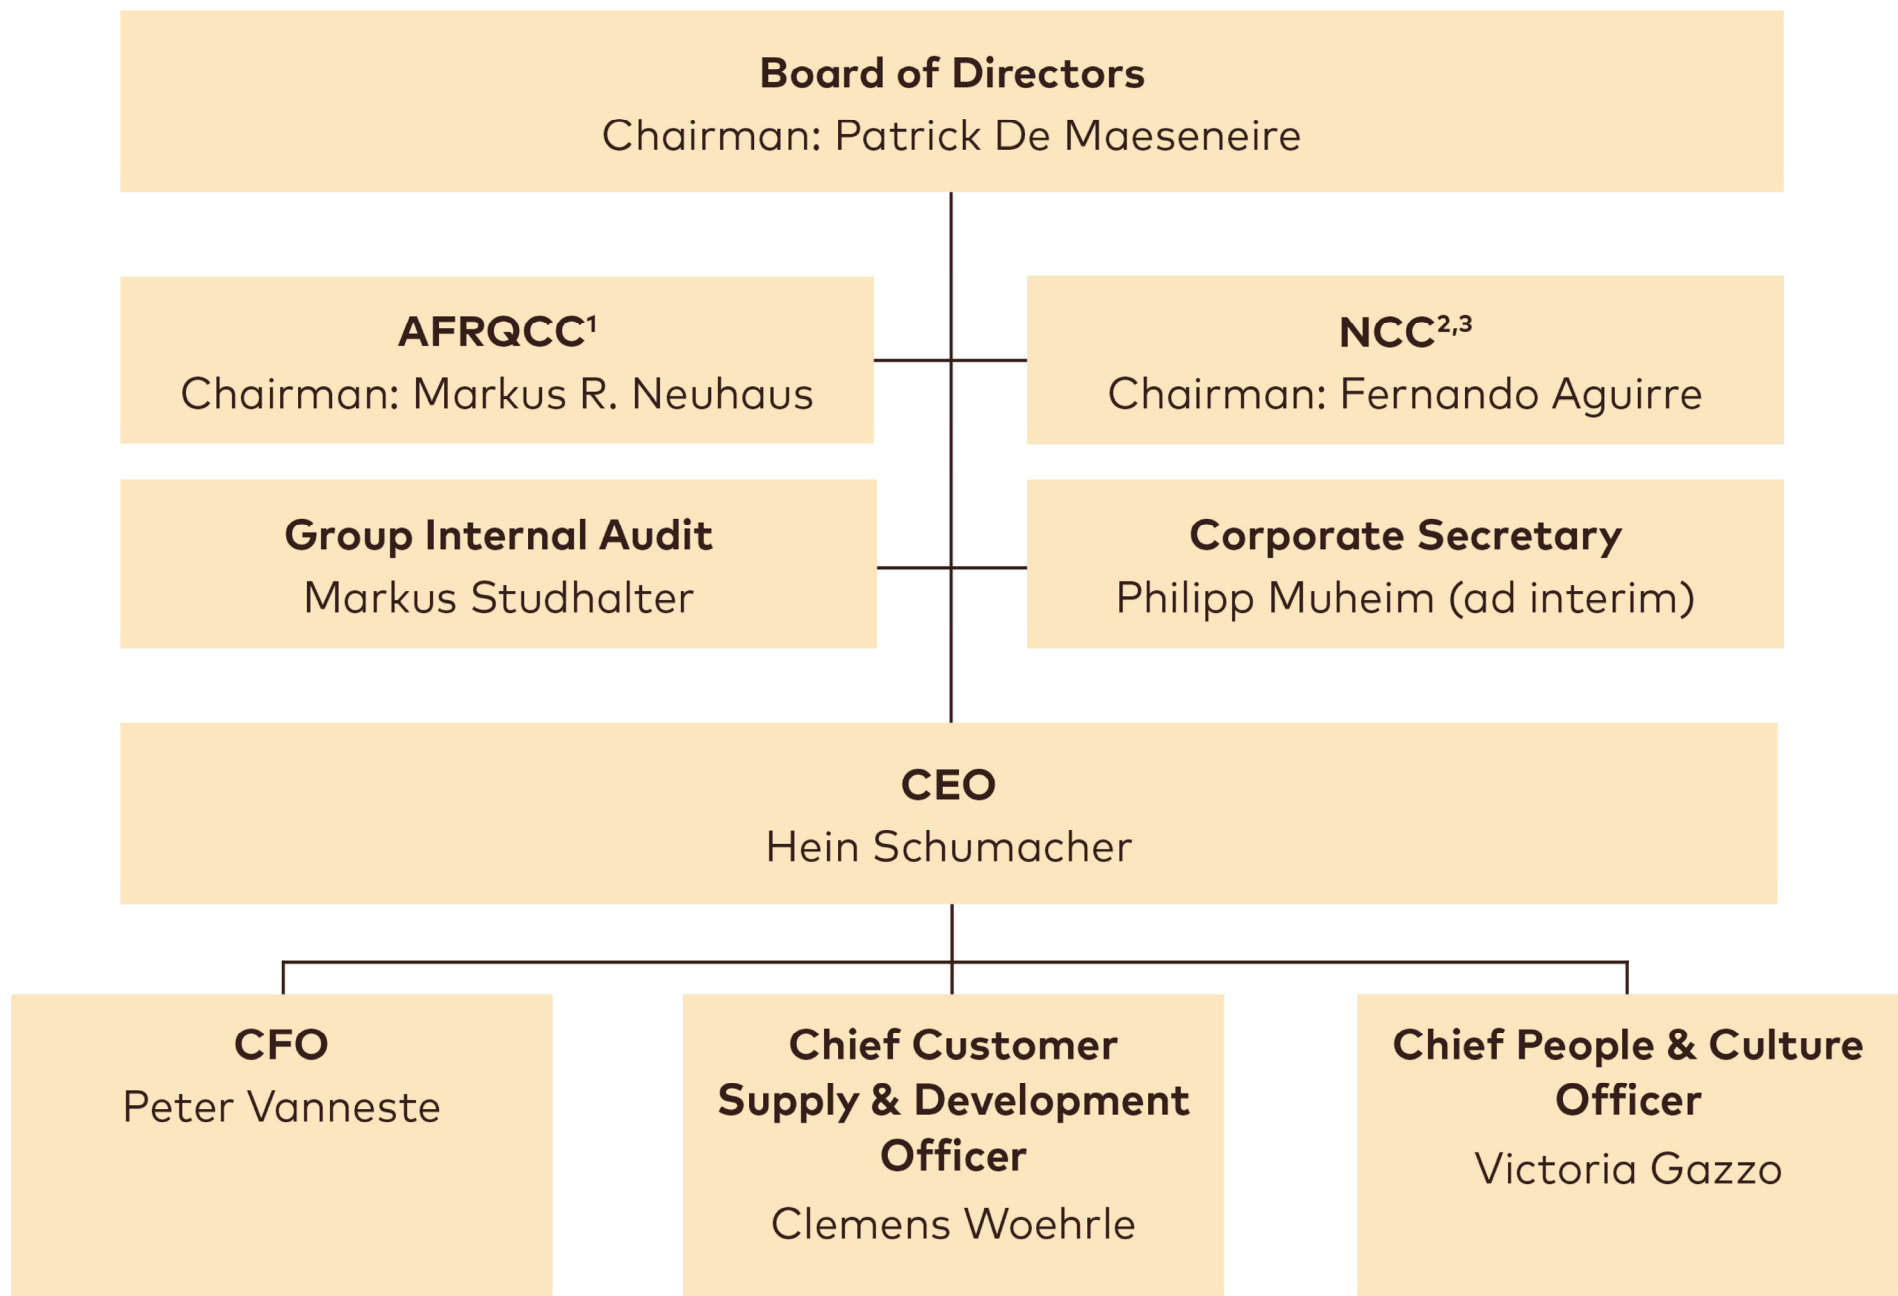 Board of Directors
Chairman: Patrick De Maeseneire
AFRQCC¹
Chairman: Markus R. Neuhaus
NCC²,³
Chairman: Fernando Aguirre
Group Internal Audit
Markus Studhalter
Corporate Secretary
Philipp Muheim (ad interim)
CEO
Hein Schumacher
CFO
Peter Vanneste
Chief Customer
Supply & Development
Officer
Clemens Woehrle
Chief People & Culture
Officer
Victoria Gazzo